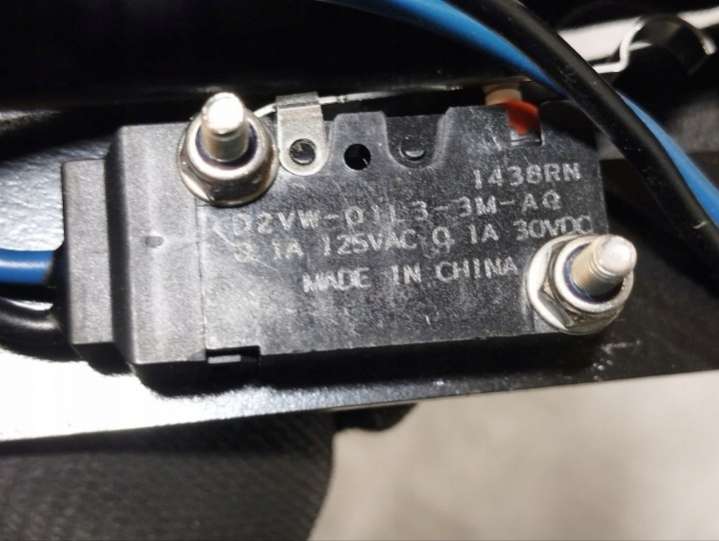 1438RN
D2VW-01L3-3M-AQ
0.1A 125VAC 0.1A 30VDC
MADE IN CHINA